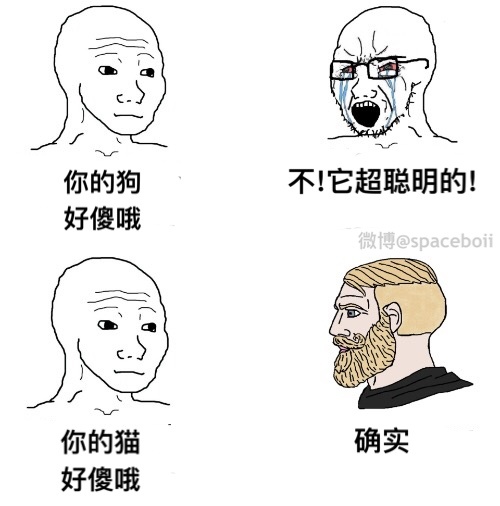 你的狗
好傻哦
不!它超聪明的!
微博@spaceboii
你的猫
好傻哦
确实